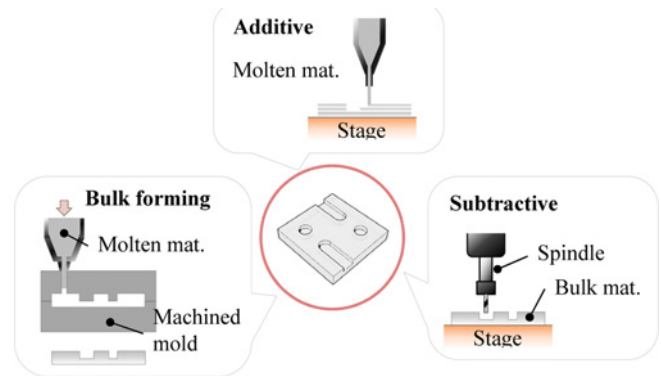 Additive
Molten mat.
Stage
Bulk forming
Molten mat.
Machined
mold
Subtractive
Spindle
Bulk mat.
Stage